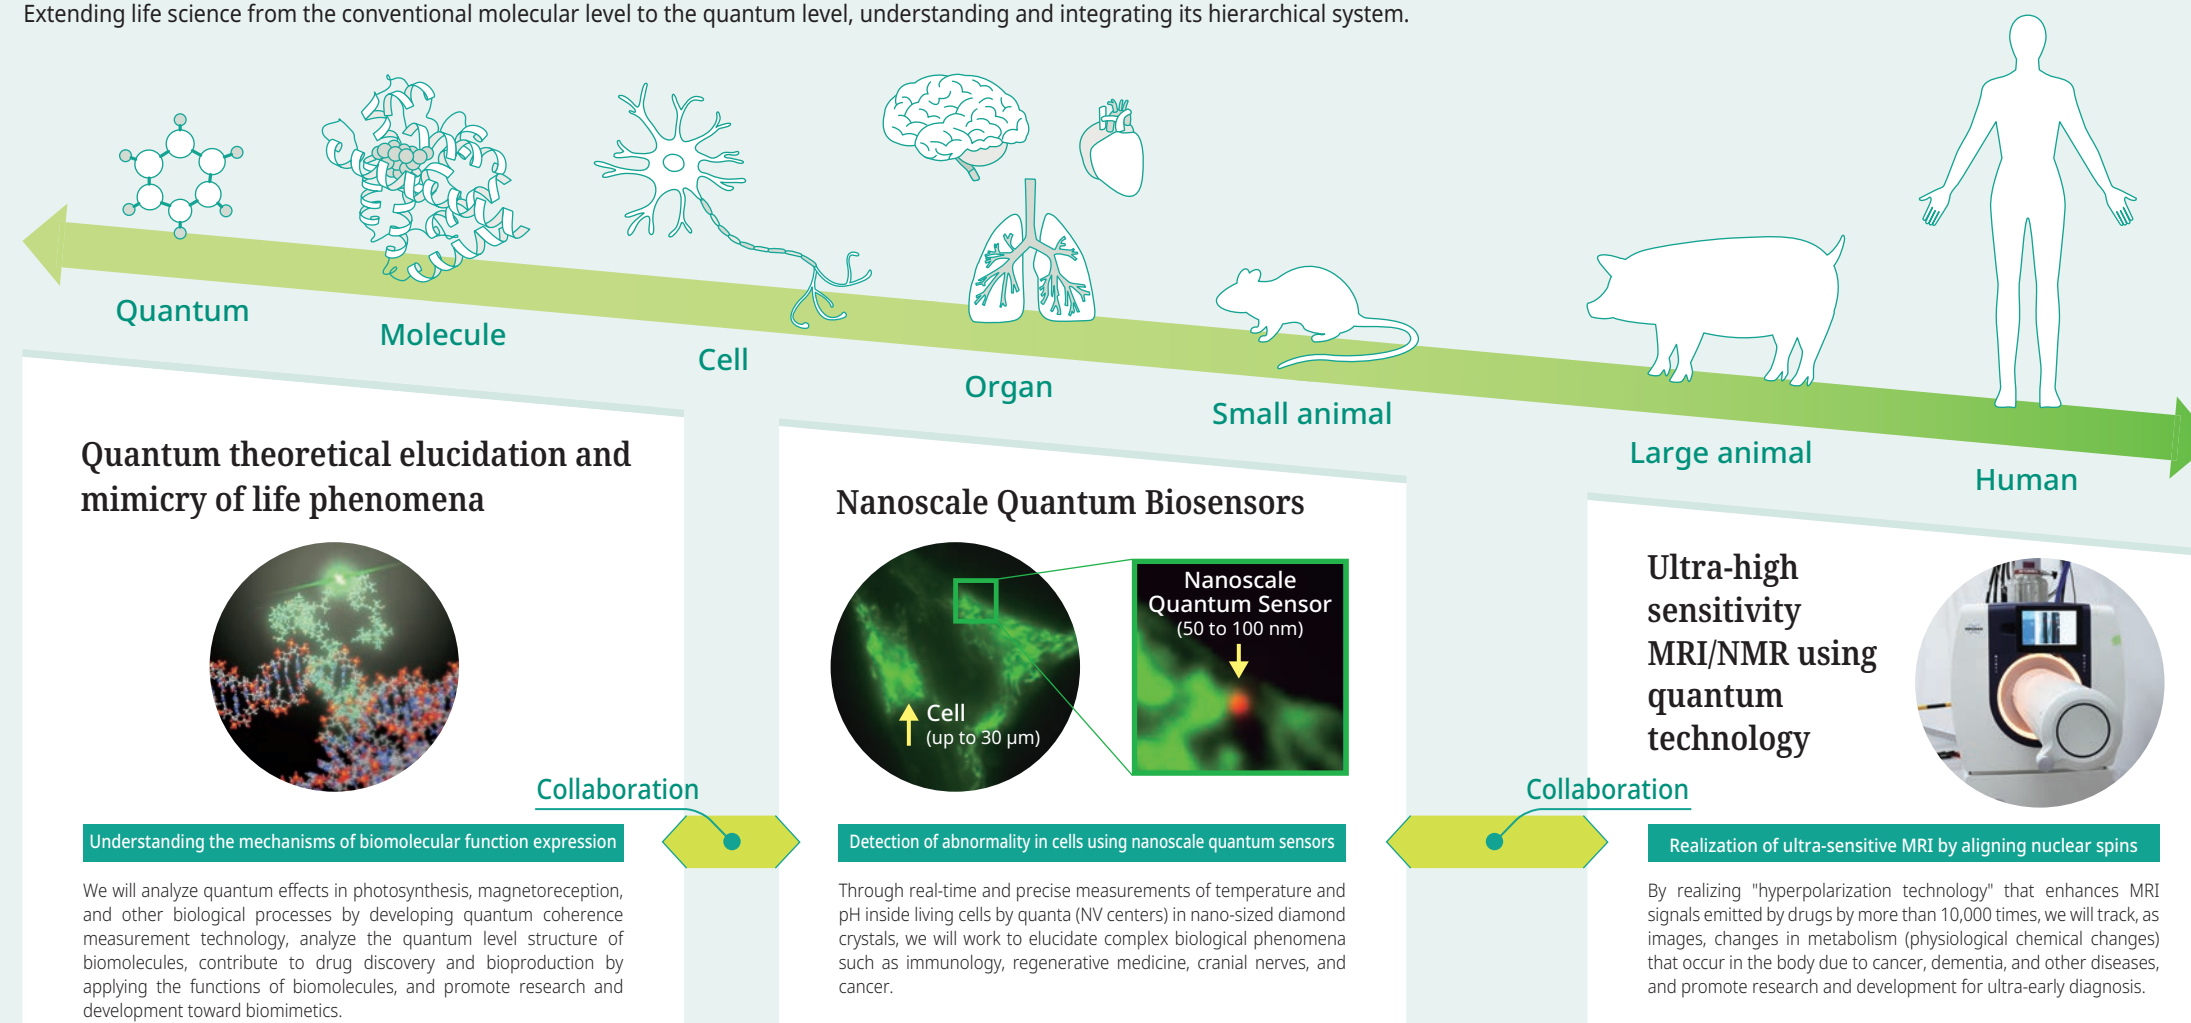 Extending life science from the conventional molecular level to the quantum level, understanding and integrating its hierarchical system.
Quantum
Molecule
Cell
Organ
Small animal
Large animal
Human
Quantum theoretical elucidation and
mimicry of life phenomena
Collaboration
Understanding the mechanisms of biomolecular function expression
We will analyze quantum effects in photosynthesis, magnetoreception,
and other biological processes by developing quantum coherence
measurement technology, analyze the quantum level structure of
biomolecules, contribute to drug discovery and bioproduction by
applying the functions of biomolecules, and promote research and
development toward biomimetics.
Nanoscale Quantum Biosensors
Nanoscale
Quantum Sensor
(50 to 100 nm)
Cell
(up to 30 μm)
Collaboration
Detection of abnormality in cells using nanoscale quantum sensors
Through real-time and precise measurements of temperature and
pH inside living cells by quanta (NV centers) in nano-sized diamond
crystals, we will work to elucidate complex biological phenomena
such as immunology, regenerative medicine, cranial nerves, and
cancer.
Ultra-high
sensitivity
MRI/NMR using
quantum
technology
Realization of ultra-sensitive MRI by aligning nuclear spins
By realizing "hyperpolarization technology" that enhances MRI
signals emitted by drugs by more than 10,000 times, we will track, as
images, changes in metabolism (physiological chemical changes)
that occur in the body due to cancer, dementia, and other diseases,
and promote research and development for ultra-early diagnosis.